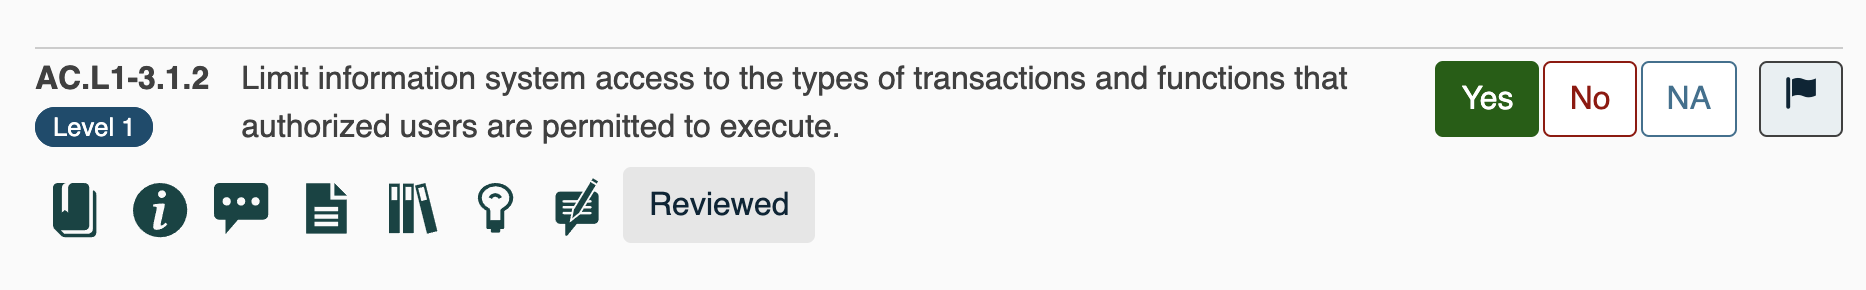 AC.L1-3.1.2 Limit information system access to the types of transactions and functions that Yes No NA
Level 1 authorized users are permitted to execute.
Reviewed